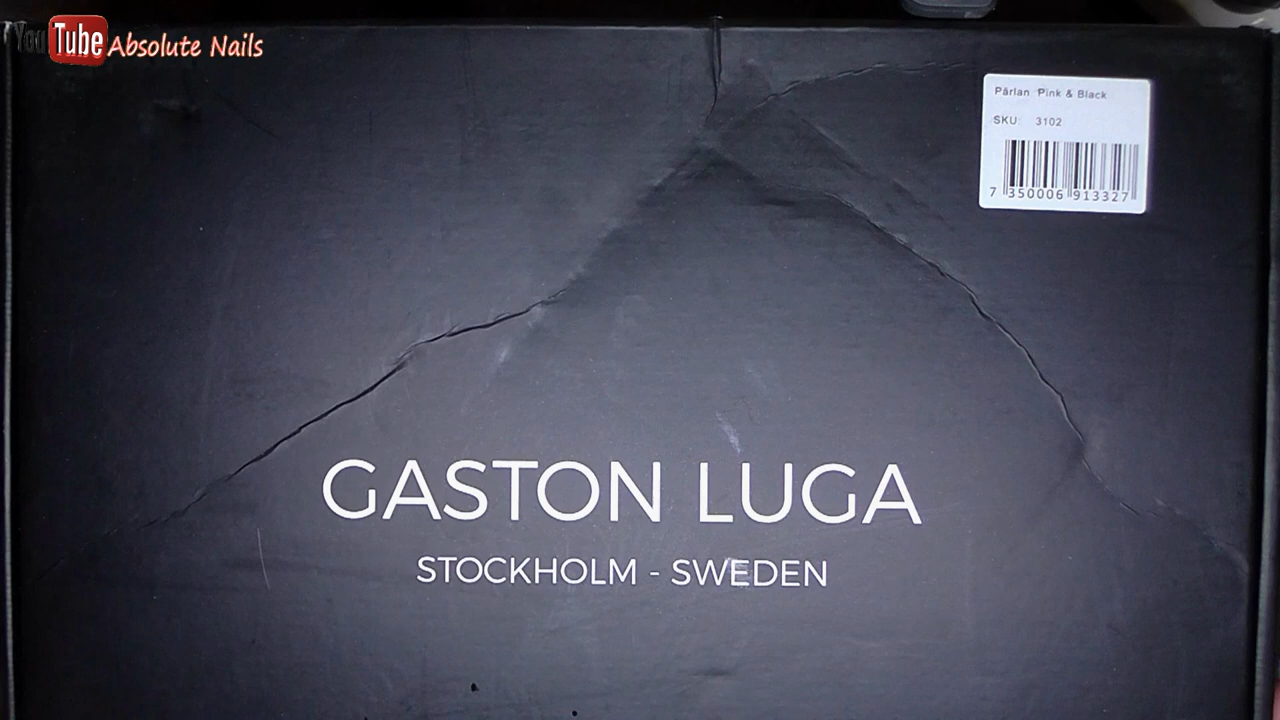 YouTube Absolute Nails
Pärlan Pink & Black
SKU: 3102
7 350006 913327
GASTON LUGA
STOCKHOLM - SWEDEN